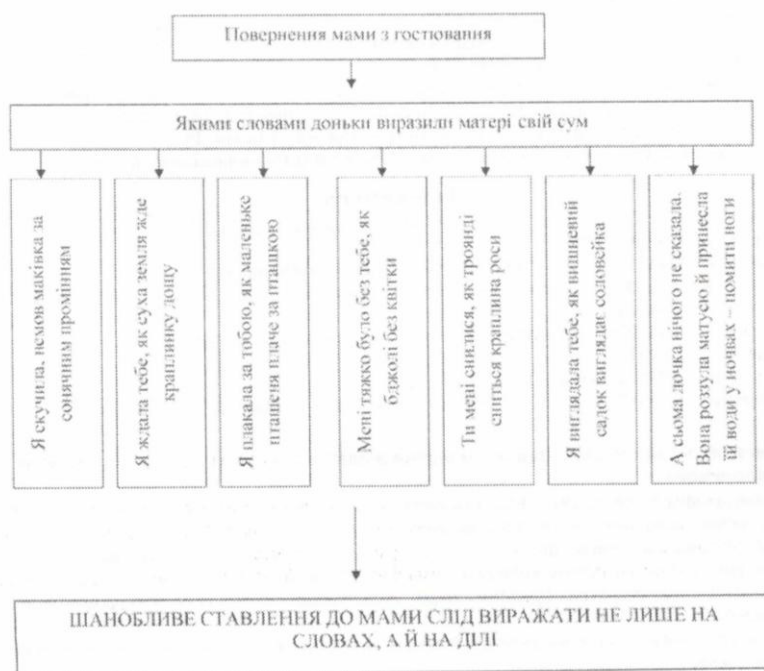 Повернення мами з гостювання
Якими словами доньки виразили матері свій сум
Я скучила, немов маківка за
сонячним промінням
Я ждала тебе, як суха земля жде
краплинку дощу
Я плакала за тобою, як маленьке
пташеня плаче за пташкою
Мені тяжко було без тебе, як
бджолі без квітки
Ти мені снилися, як троянді
сниться краплина роси
Я виглядала тебе, як вишневий
садок виглядає соловейка
А сьома дочка нічого не сказала.
Вона роззула матусю й принесла
їй води у ночвах – помити ноги
ШАНОБЛИВЕ СТАВЛЕННЯ ДО МАМИ СЛІД ВИРАЖАТИ НЕ ЛИШЕ НА
СЛОВАХ, А Й НА ДІЛІ